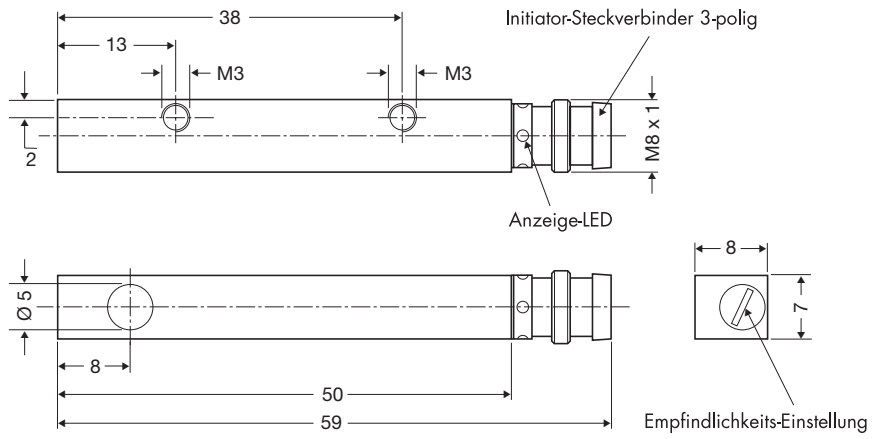 38
Initiator-Steckverbinder 3-polig
13
M3
M3
2
M8 x 1
Anzeige-LED
8
Ø 5
7
8
50
59
Empfindlichkeits-Einstellung